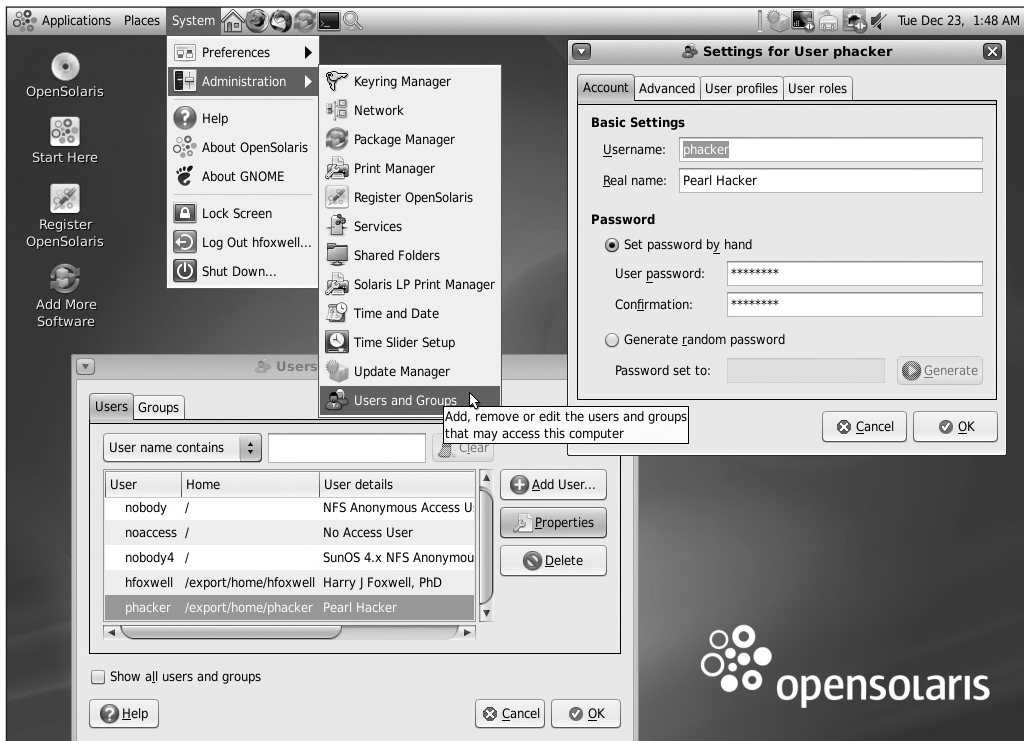 Applications Places System
Tue Dec 23, 1:48 AM
OpenSolaris
Start Here
Register
OpenSolaris
Add More
Software
Preferences
Administration
Help
About OpenSolaris
About GNOME
Lock Screen
Log Out hfoxwell...
Shut Down...
Keyring Manager
Network
Package Manager
Print Manager
Register OpenSolaris
Services
Shared Folders
Solaris LP Print Manager
Time and Date
Time Slider Setup
Update Manager
Users and Groups
Add, remove or edit the users and groups
that may access this computer
Settings for User phacker
Account Advanced User profiles User roles
Basic Settings
Username: phacker
Real name: Pearl Hacker
Password
Set password by hand
User password: ********
Confirmation: ********
Generate random password
Password set to: Generate
Cancel OK
Users
Users Groups
User name contains Clear
User Home User details
nobody / NFS Anonymous Access U
noaccess / No Access User
nobody4 / SunOS 4.x NFS Anonymou
hfoxwell /export/home/hfoxwell Harry J Foxwell, PhD
phacker /export/home/phacker Pearl Hacker
Add User...
Properties
Delete
Show all users and groups
Help Cancel OK
opensolaris